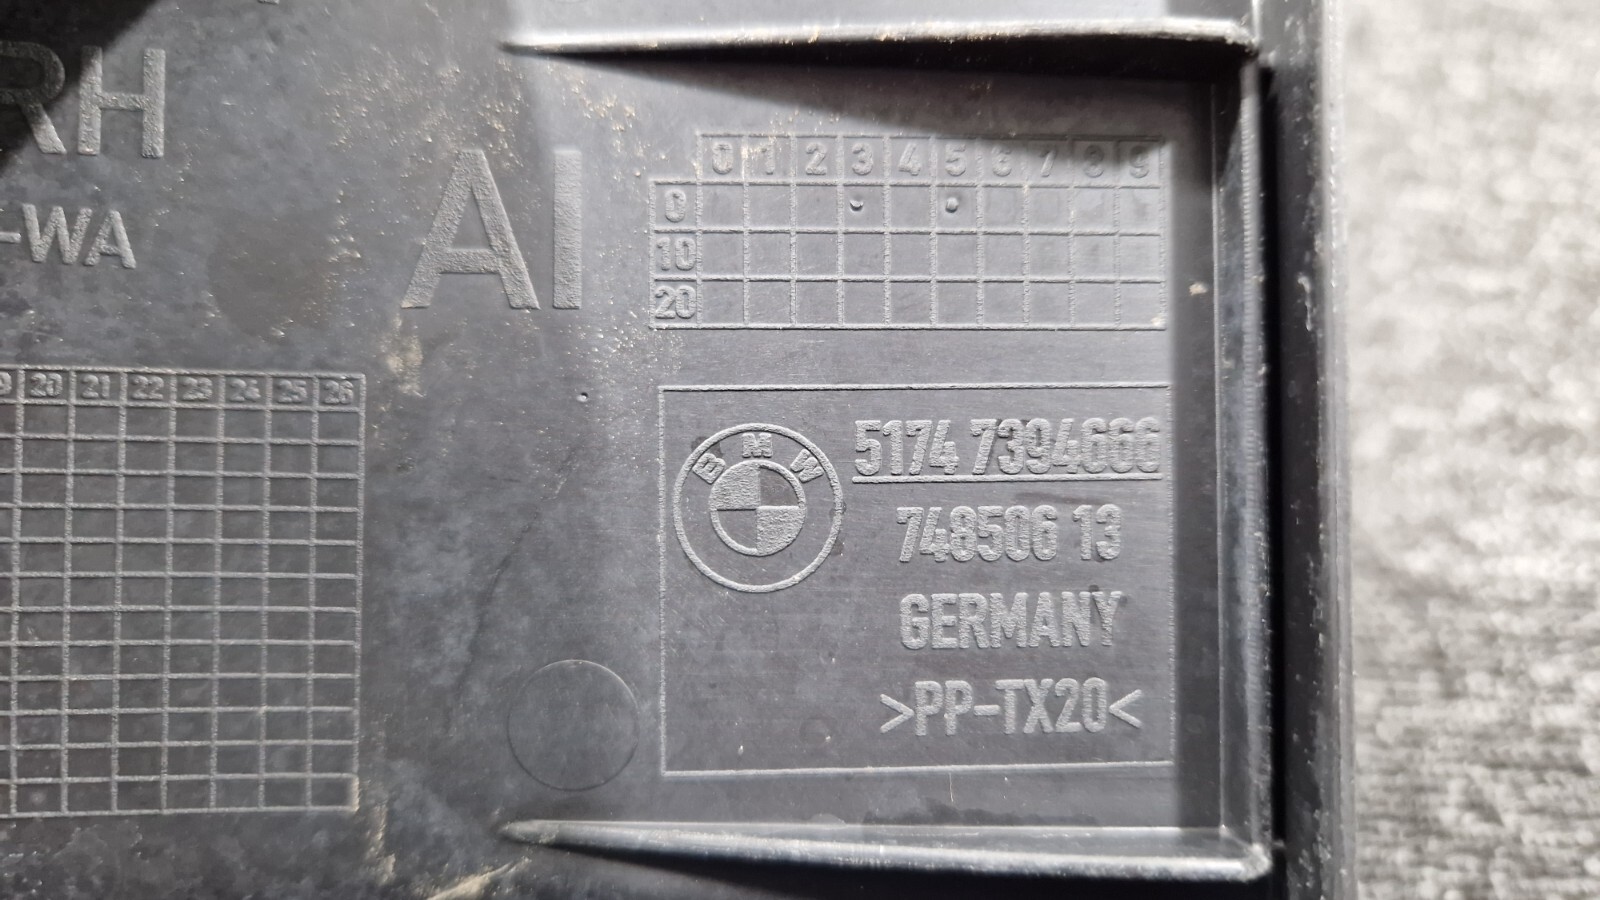 RH
-WA
AI
0 1 2 3 4 5 6 7 8 9
0
10
20
20 21 22 23 24 25 26
BMW
5174 7394666
748506 13
GERMANY
>PP-TX20<